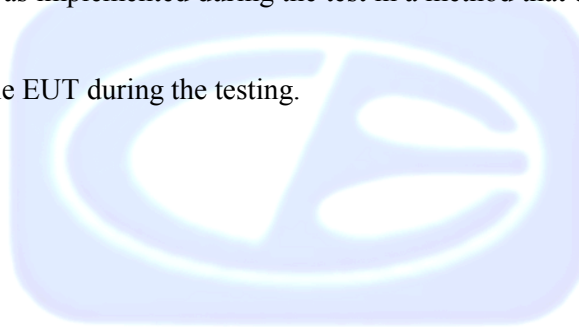 as implemented during the test in a method that
e EUT during the testing.